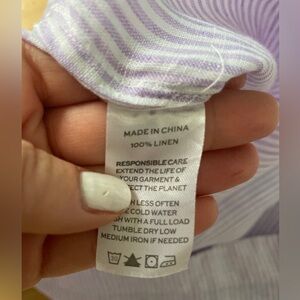 MADE IN CHINA
100% LINEN
RESPONSIBLE CARE
EXTEND THE LIFE OF
YOUR GARMENT &
THE PLANET
LESS OFTEN
COLD WATER
WITH A FULL LOAD
TUMBLE DRY LOW
MEDIUM IRON IF NEEDED